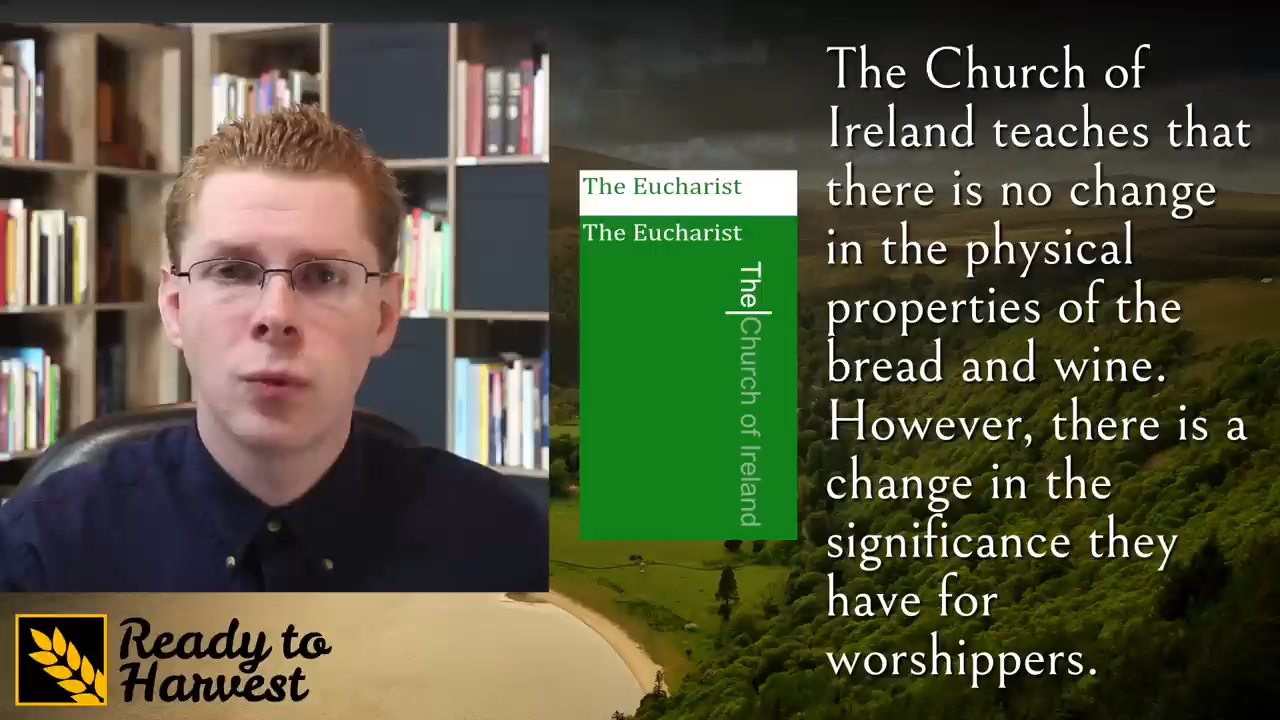 The Eucharist
The Eucharist
The Church of Ireland
The Church of
Ireland teaches that
there is no change
in the physical
properties of the
bread and wine.
However, there is a
change in the
significance they
have for
worshippers.
Ready to
Harvest